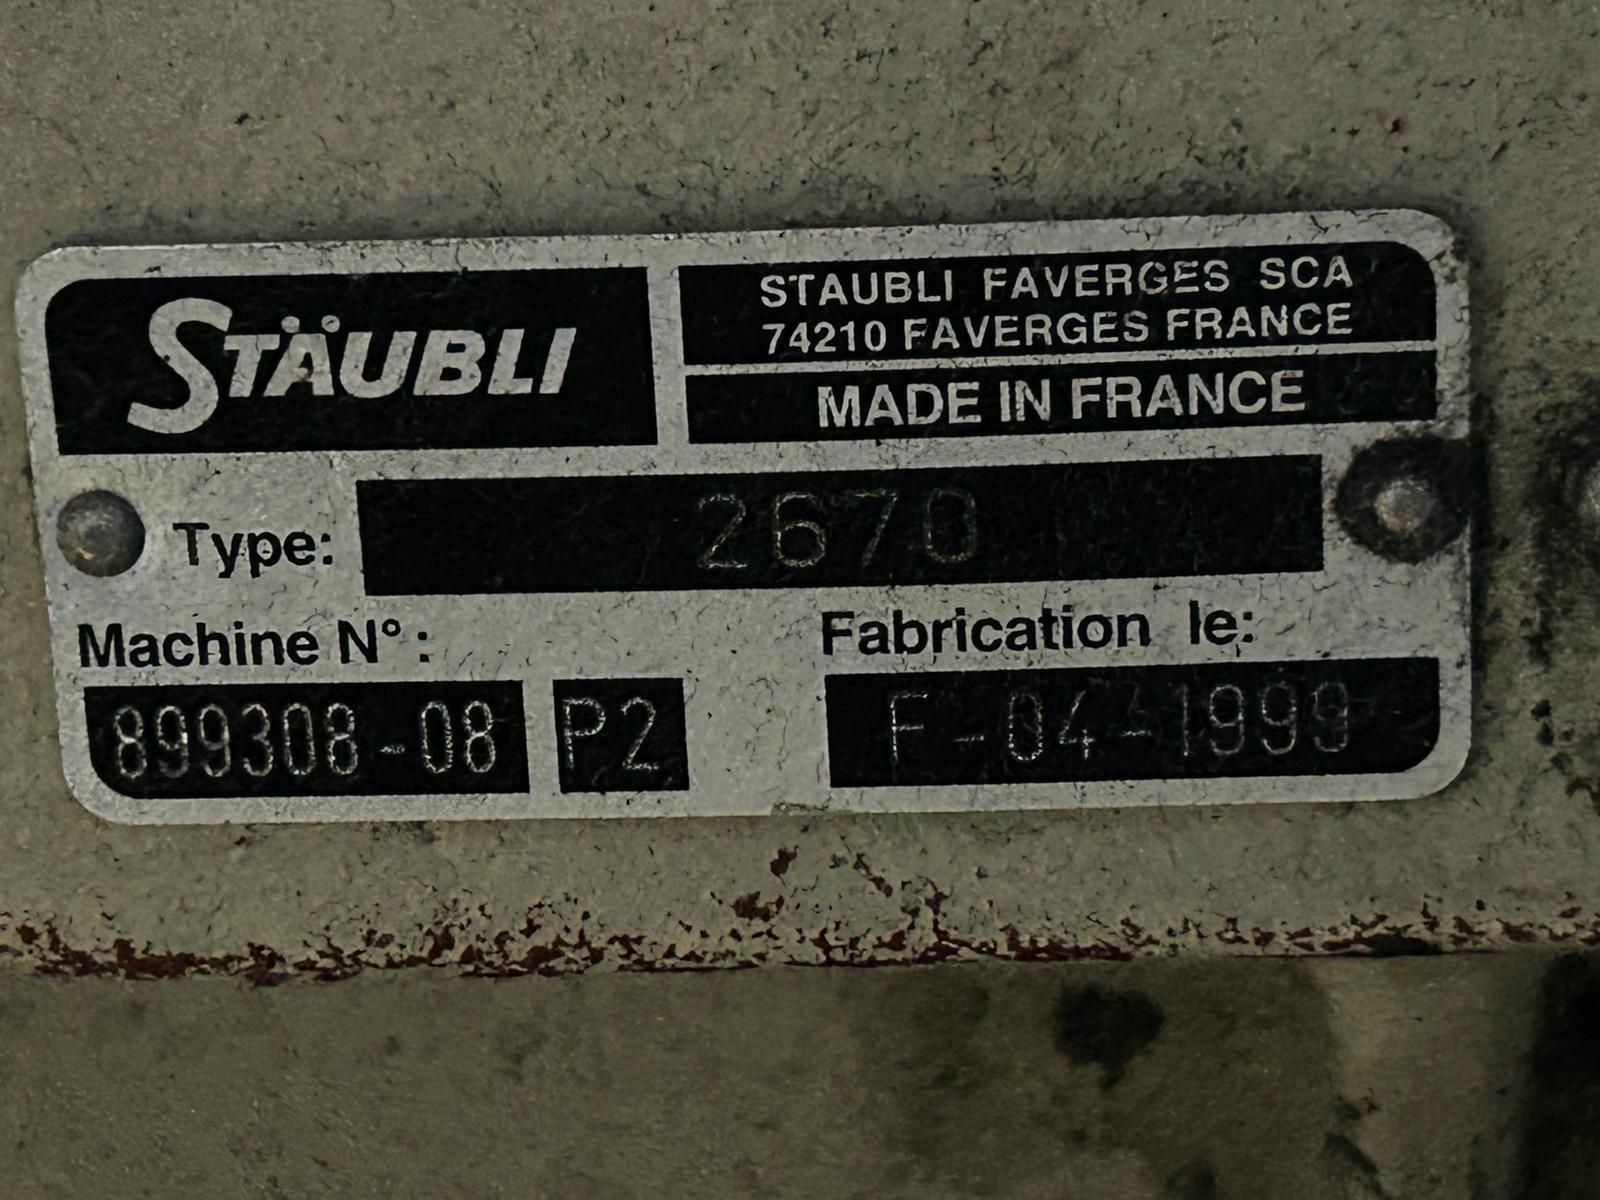 STÄUBLI
STAUBLI FAVERGES SCA
74210 FAVERGES FRANCE
MADE IN FRANCE
Type: 2670
Machine N° : Fabrication le:
899308-08 P2 F-04-1999